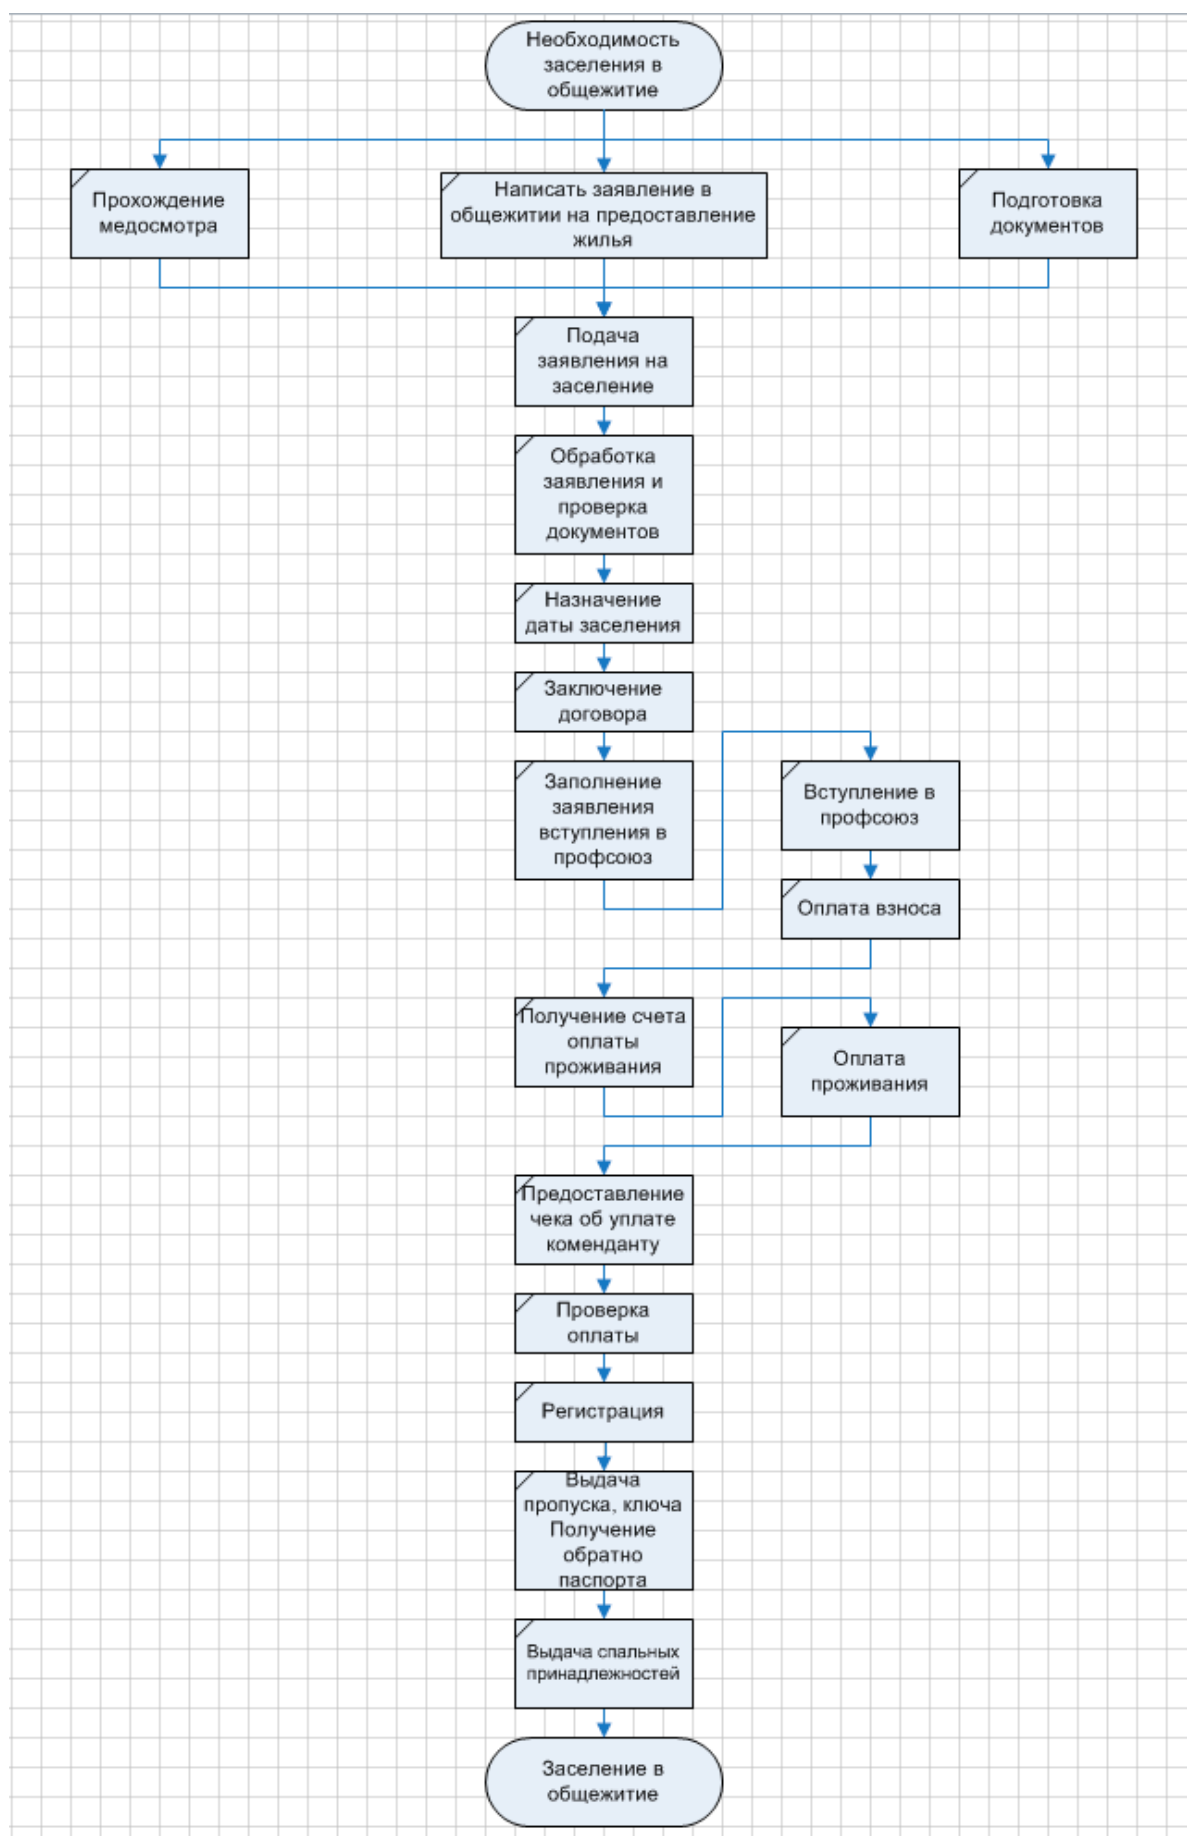 Необходимость
заселения в
общежитие
Прохождение
медосмотра
Написать заявление в
общежитии на предоставление
жилья
Подготовка
документов
Подача
заявления на
заселение
Обработка
заявления и
проверка
документов
Назначение
даты заселения
Заключение
договора
Заполнение
заявления
вступления в
профсоюз
Вступление в
профсоюз
Оплата взноса
Получение счета
оплаты
проживания
Оплата
проживания
Предоставление
чека об уплате
коменданту
Проверка
оплаты
Регистрация
Выдача
пропуска, ключа
Получение
обратно
паспорта
Выдача спальных
принадлежностей
Заселение в
общежитие